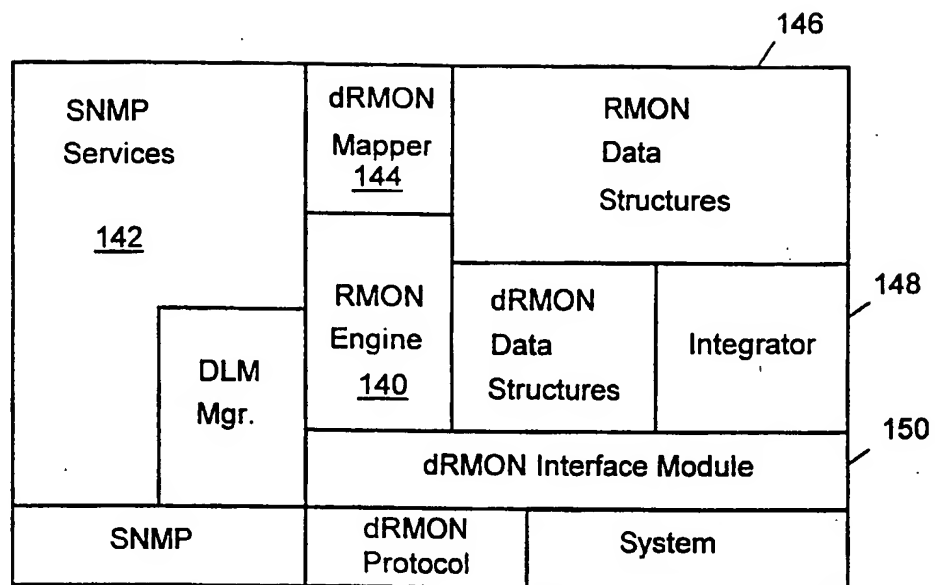 146
SNMP
Services
142
dRMON
Mapper
144
RMON
Data
Structures
DLM
Mgr.
RMON
Engine
140
dRMON
Data
Structures
Integrator
148
dRMON Interface Module
150
SNMP
dRMON
Protocol
System